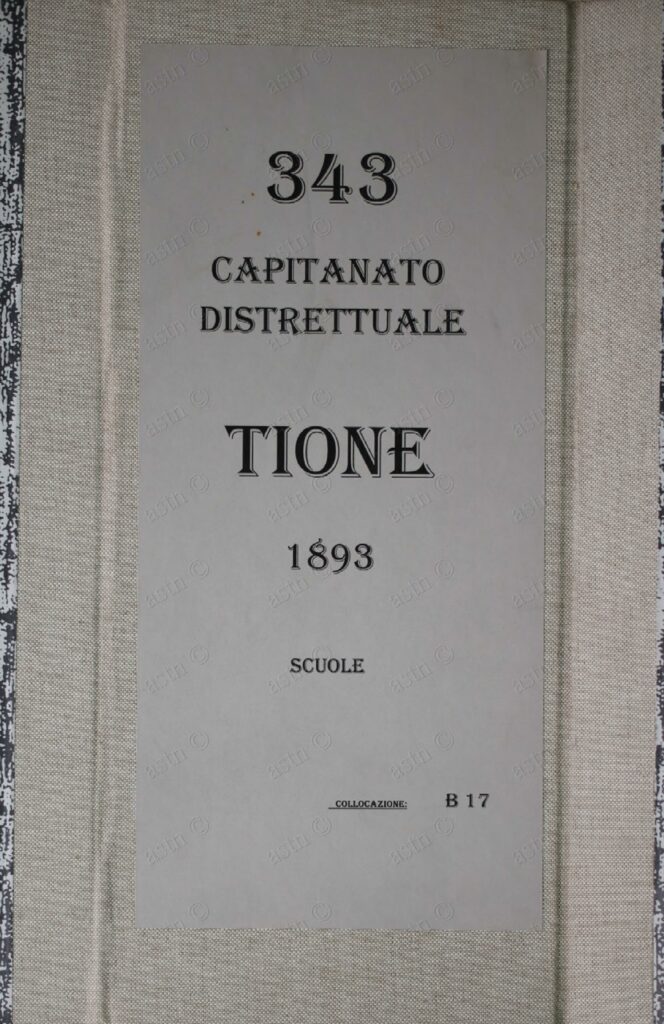 343
CAPITANATO
DISTRETTUALE
TIONE
1893
SCUOLE
COLLOCAZIONE: B 17